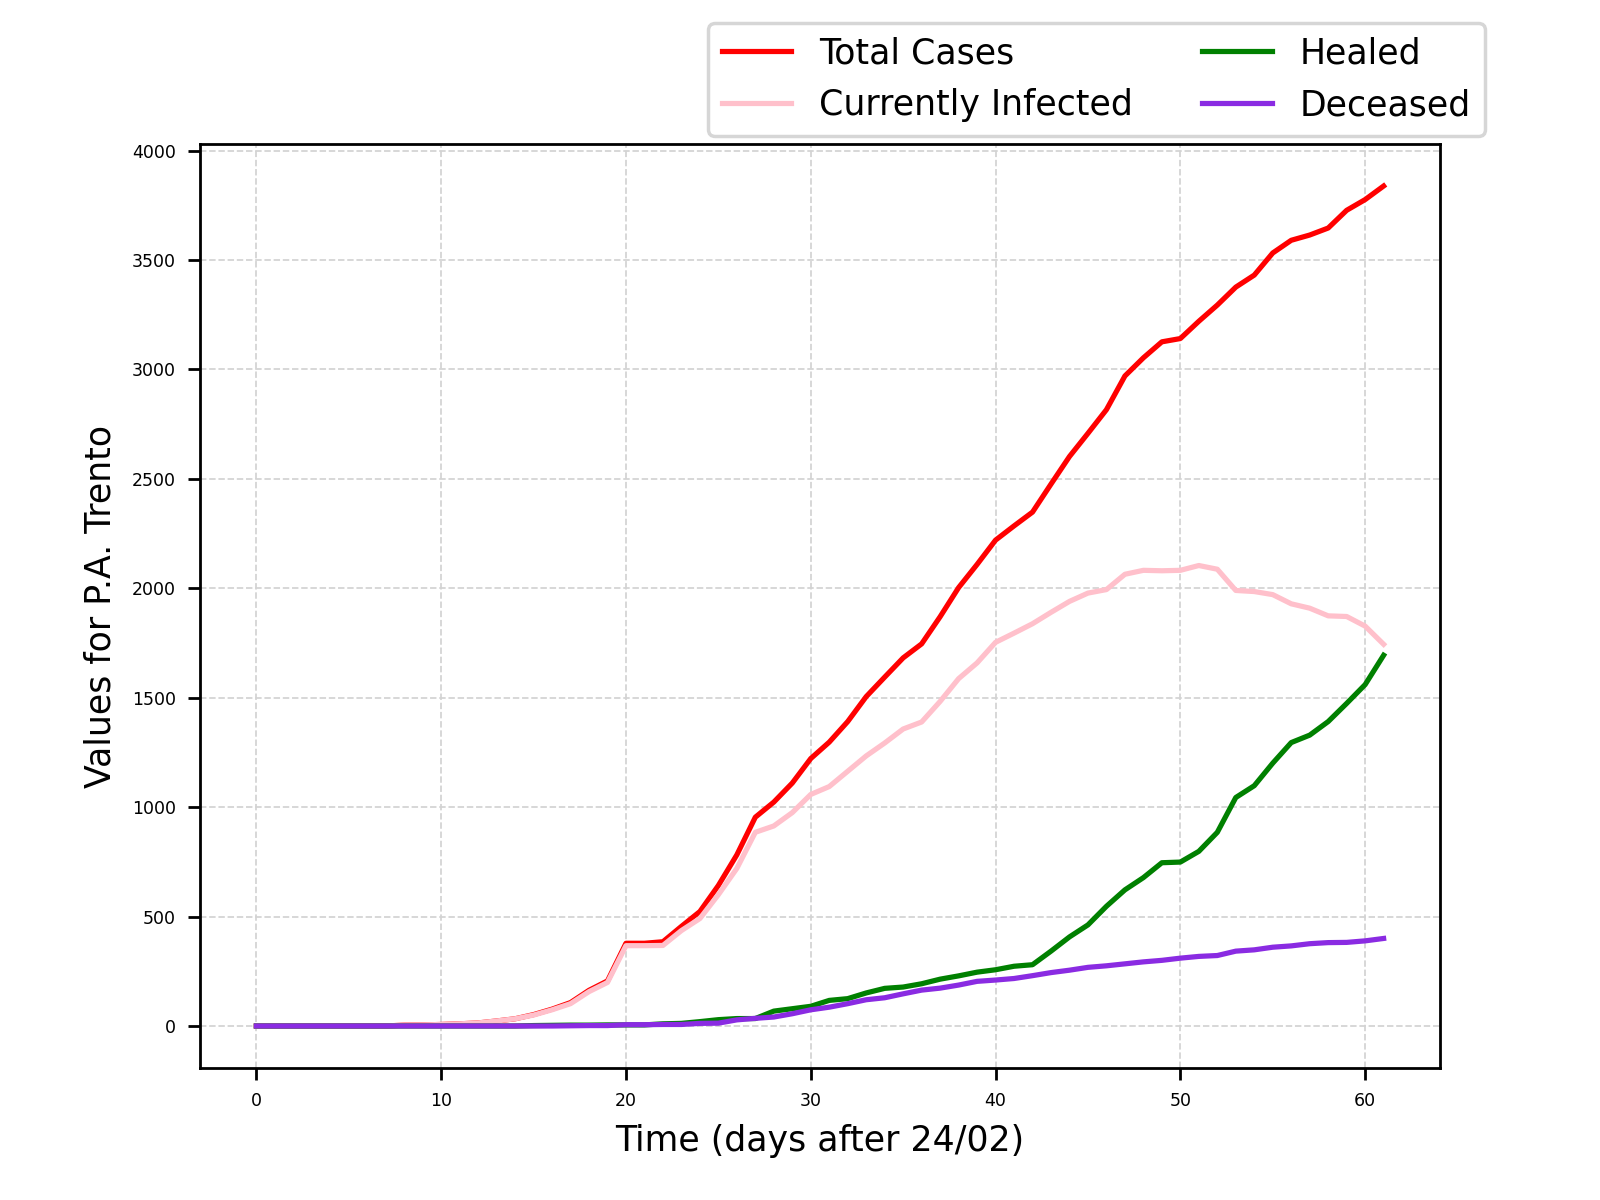 Total Cases
Currently Infected
Healed
Deceased
4000
3500
3000
2500
2000
1500
1000
500
0
Values for P.A. Trento
0 10 20 30 40 50 60
Time (days after 24/02)